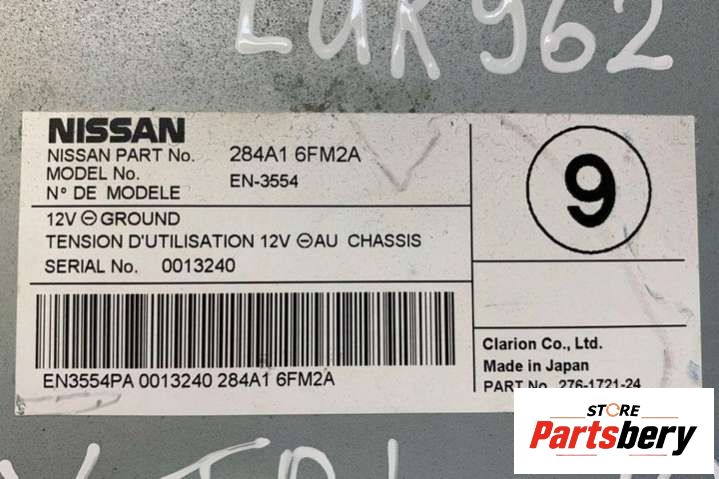 LUR962
NISSAN
NISSAN PART No. 284A1 6FM2A
MODEL No.
N° DE MODELE EN-3554
9
12V ⊖ GROUND
TENSION D'UTILISATION 12V ⊖ AU CHASSIS
SERIAL No. 0013240
EN3554PA 0013240 284A1 6FM2A
Clarion Co., Ltd.
Made in Japan
PART No. 276-1721-24
STORE
Partsbery